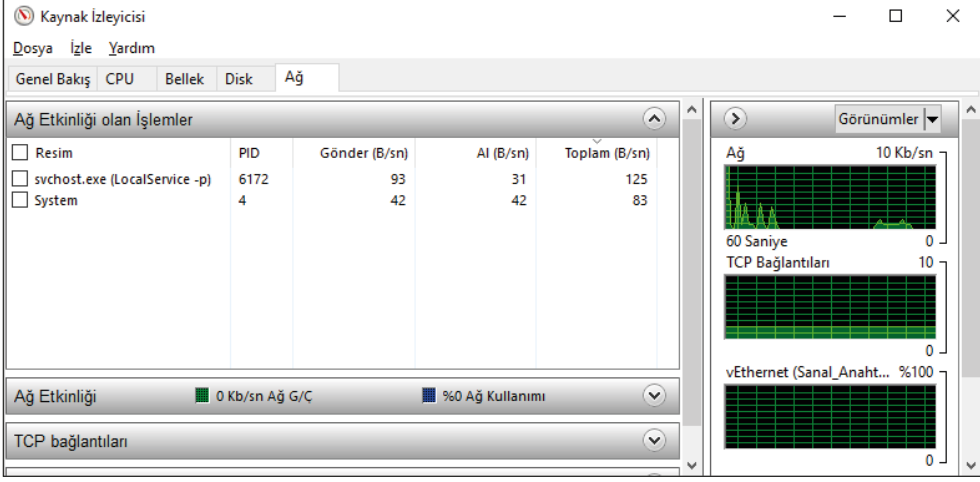 Kaynak İzleyicisi
Dosya İzle Yardım
Genel Bakış CPU Bellek Disk Ağ
Ağ Etkinliği olan İşlemler
Resim PID Gönder (B/sn) Al (B/sn) Toplam (B/sn)
svchost.exe (LocalService -p) 6172 93 31 125
System 4 42 42 83
Ağ Etkinliği 0 Kb/sn Ağ G/Ç %0 Ağ Kullanımı
TCP bağlantıları
Görünümler
Ağ 10 Kb/sn
60 Saniye 0
TCP Bağlantıları 10
0
vEthernet (Sanal_Anaht... %100
0